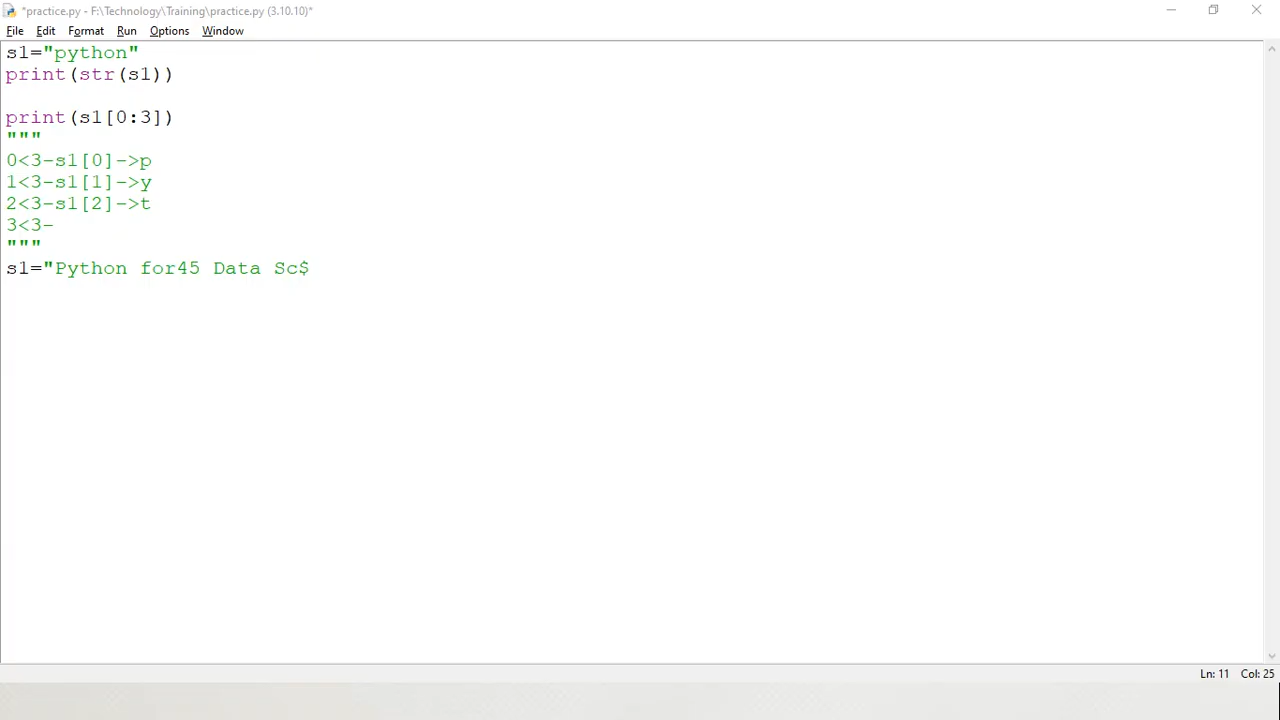 *practice.py - F:\Technology\Training\practice.py (3.10.10)*
File Edit Format Run Options Window
s1="python"
print(str(s1))
print(s1[0:3])
"""
0<3-s1[0]->p
1<3-s1[1]->y
2<3-s1[2]->t
3<3-
"""
s1="Python for45 Data Sc$
Ln: 11 Col: 25